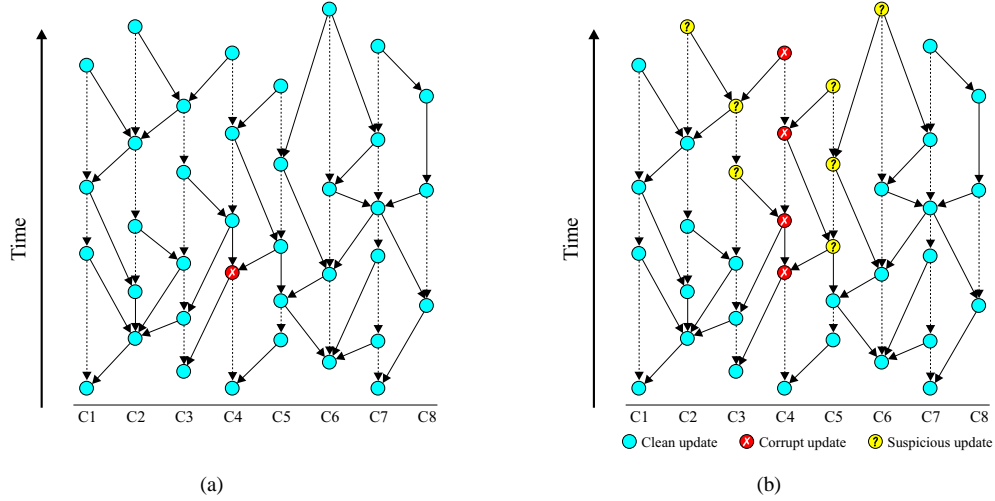 Time
x
C1 C2 C3 C4 C5 C6 C7 C8
(a)
? ?
x
?
?
x
?
? ?
x
?
x
Time
C1 C2 C3 C4 C5 C6 C7 C8
Clean update x Corrupt update ? Suspicious update
(b)